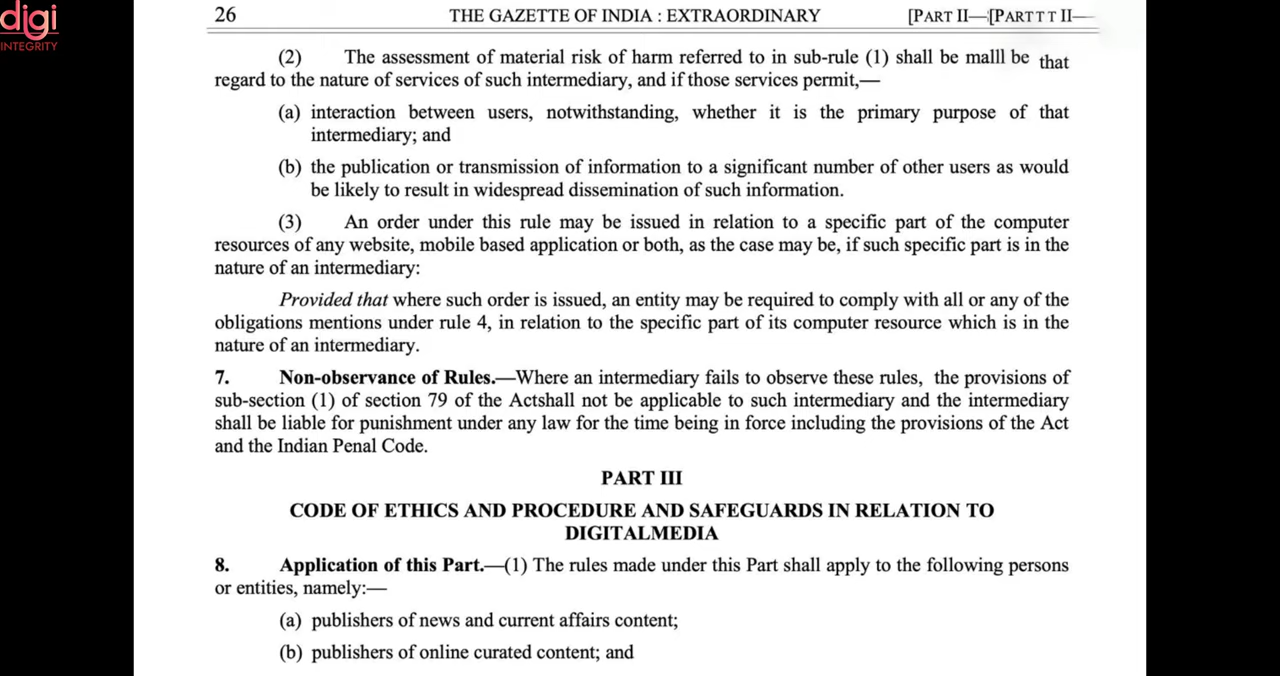 digi
INTEGRITY
26 THE GAZETTE OF INDIA : EXTRAORDINARY [PART II—[PARTT T II—
(2) The assessment of material risk of harm referred to in sub-rule (1) shall be malll be that
regard to the nature of services of such intermediary, and if those services permit,—
(a) interaction between users, notwithstanding, whether it is the primary purpose of that
intermediary; and
(b) the publication or transmission of information to a significant number of other users as would
be likely to result in widespread dissemination of such information.
(3) An order under this rule may be issued in relation to a specific part of the computer
resources of any website, mobile based application or both, as the case may be, if such specific part is in the
nature of an intermediary:
Provided that where such order is issued, an entity may be required to comply with all or any of the
obligations mentions under rule 4, in relation to the specific part of its computer resource which is in the
nature of an intermediary.
7. Non-observance of Rules.—Where an intermediary fails to observe these rules, the provisions of
sub-section (1) of section 79 of the Actshall not be applicable to such intermediary and the intermediary
shall be liable for punishment under any law for the time being in force including the provisions of the Act
and the Indian Penal Code.
PART III
CODE OF ETHICS AND PROCEDURE AND SAFEGUARDS IN RELATION TO
DIGITALMEDIA
8. Application of this Part.—(1) The rules made under this Part shall apply to the following persons
or entities, namely:—
(a) publishers of news and current affairs content;
(b) publishers of online curated content; and